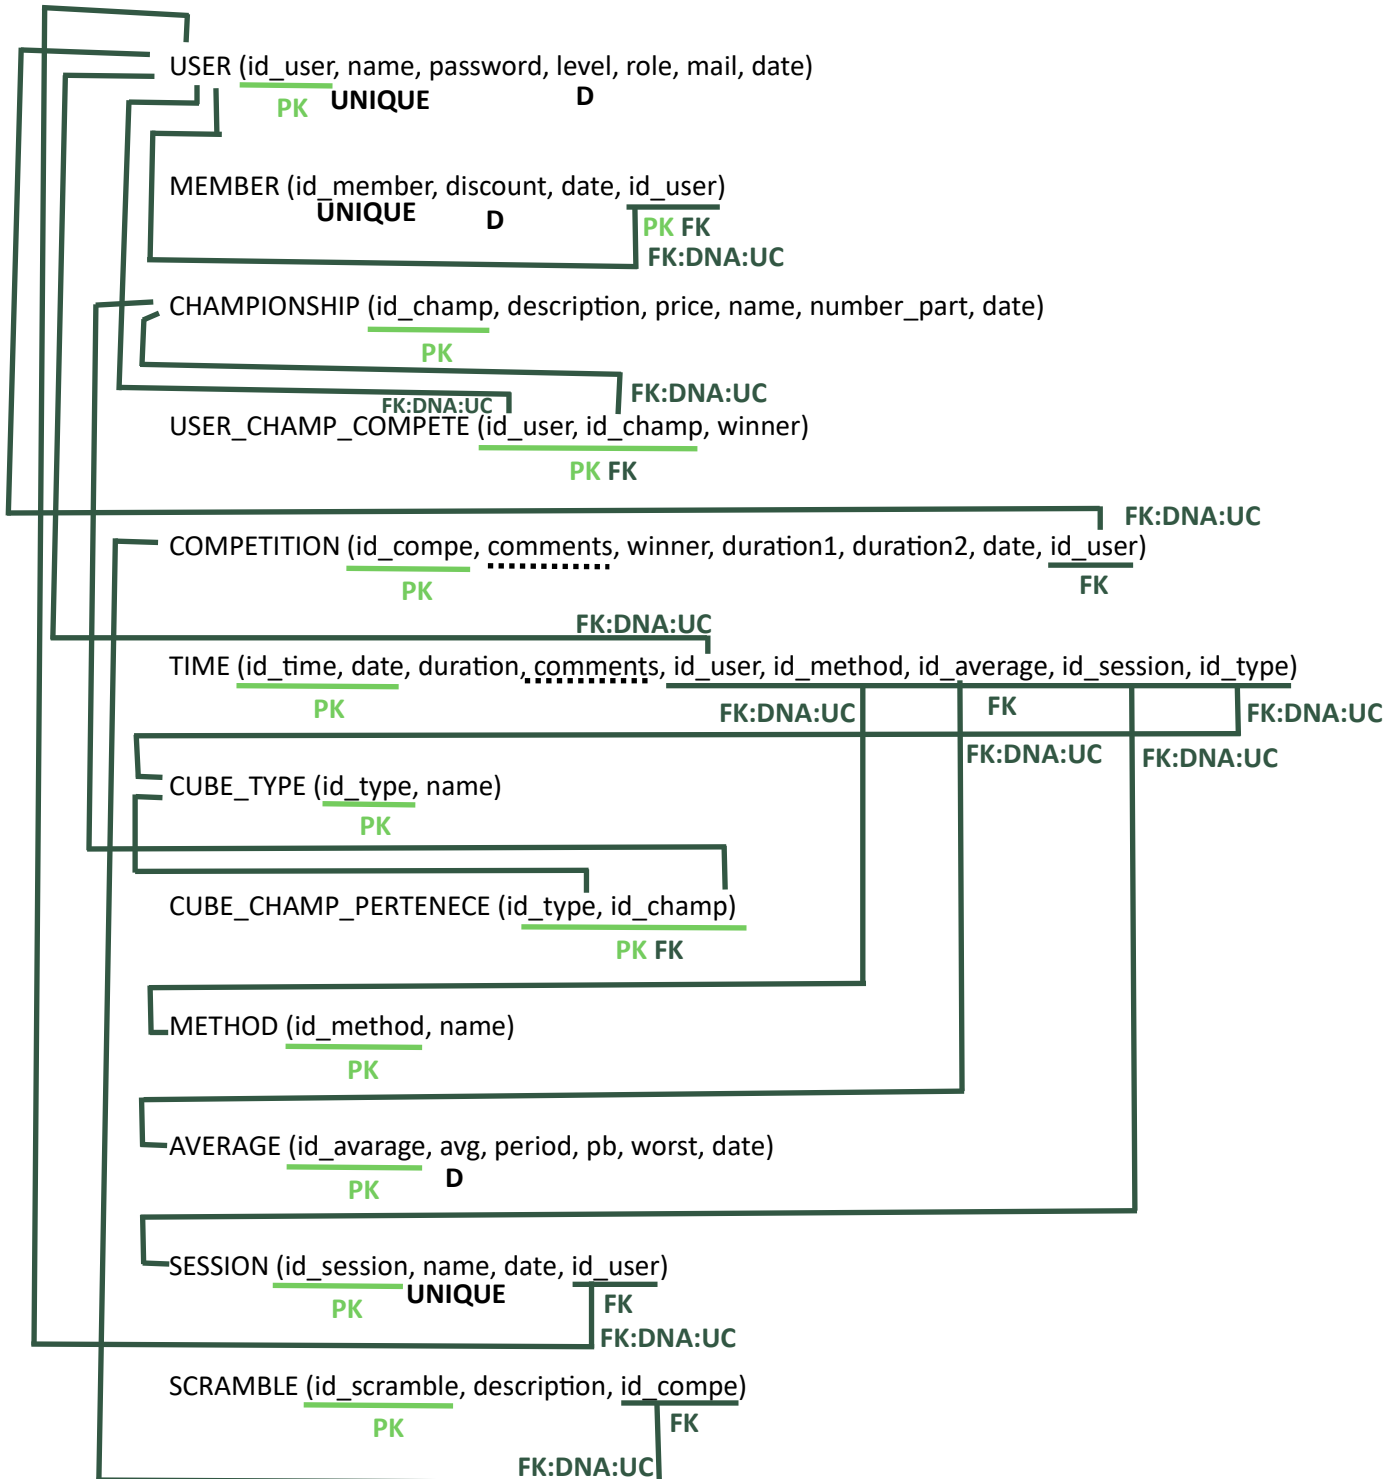 USER (id_user, name, password, level, role, mail, date)
PK UNIQUE D
MEMBER (id_member, discount, date, id_user)
UNIQUE D PK FK
FK:DNA:UC
CHAMPIONSHIP (id_champ, description, price, name, number_part, date)
PK
FK:DNA:UC FK:DNA:UC
USER_CHAMP_COMPETE (id_user, id_champ, winner)
PK FK
FK:DNA:UC
COMPETITION (id_compe, comments, winner, duration1, duration2, date, id_user)
PK FK
FK:DNA:UC
TIME (id_time, date, duration, comments, id_user, id_method, id_average, id_session, id_type)
PK FK:DNA:UC FK FK:DNA:UC
FK:DNA:UC FK:DNA:UC
CUBE_TYPE (id_type, name)
PK
CUBE_CHAMP_PERTENECE (id_type, id_champ)
PK FK
METHOD (id_method, name)
PK
AVERAGE (id_avarage, avg, period, pb, worst, date)
PK D
SESSION (id_session, name, date, id_user)
PK UNIQUE FK
FK:DNA:UC
SCRAMBLE (id_scramble, description, id_compe)
PK FK
FK:DNA:UC